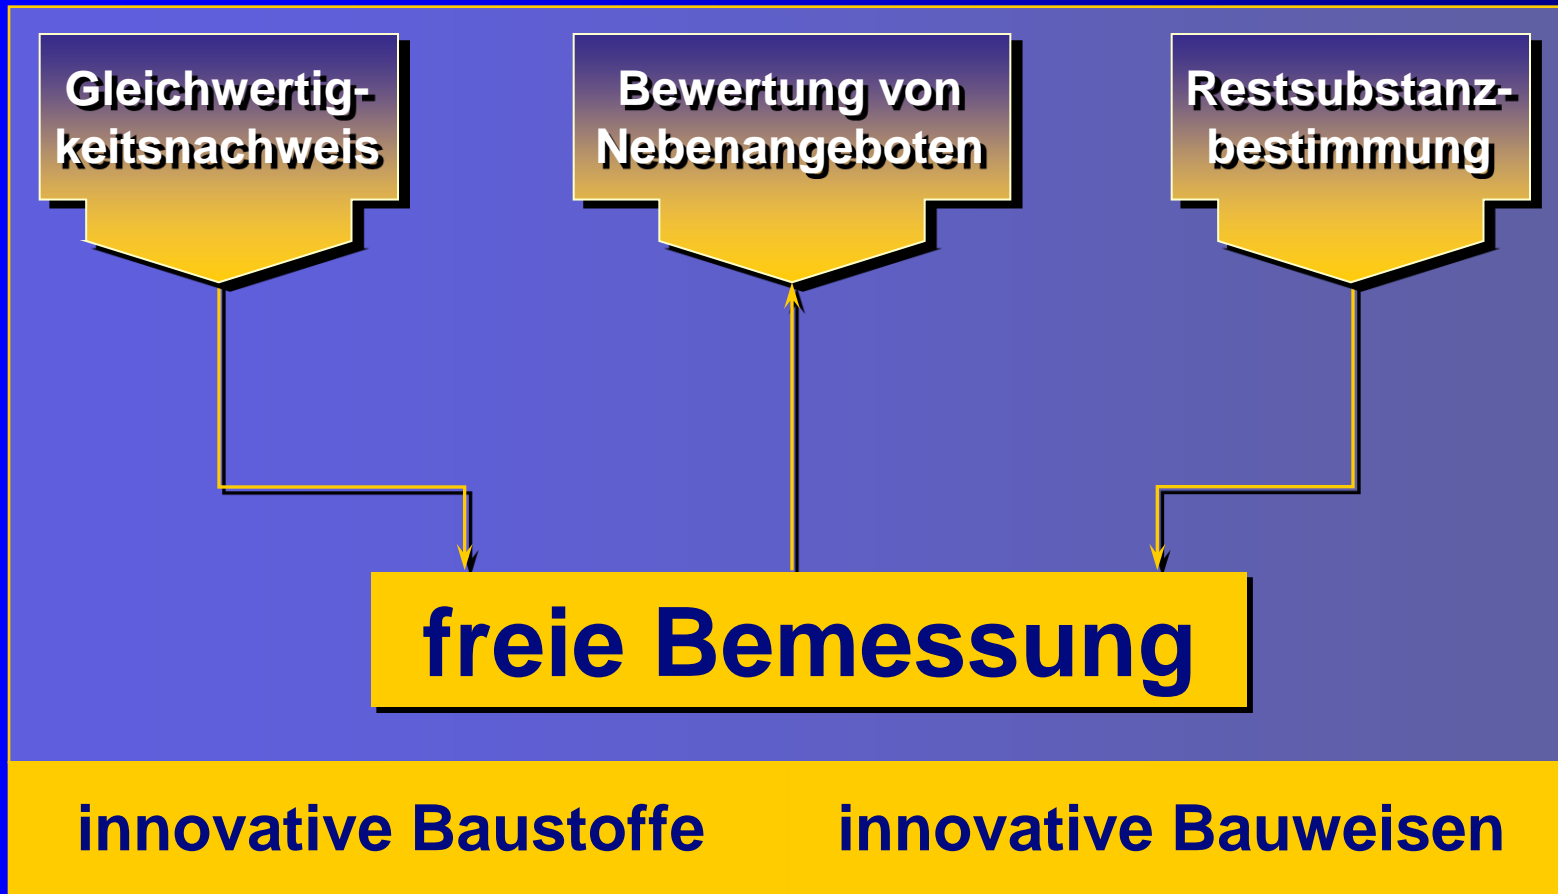 Gleichwertig-
keitsnachweis
Bewertung von
Nebenangeboten
Restsubstanz-
bestimmung
freie Bemessung
innovative Baustoffe
innovative Bauweisen